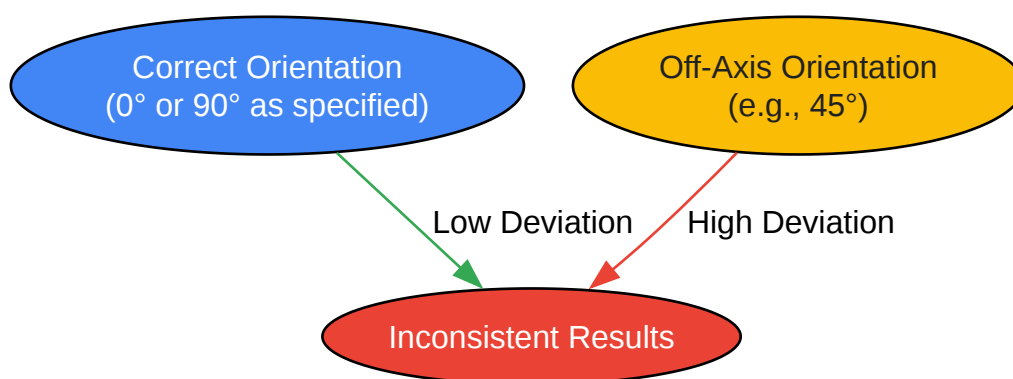 Correct Orientation
(0° or 90° as specified)
Off-Axis Orientation
(e.g., 45°)
Low Deviation
High Deviation
Inconsistent Results